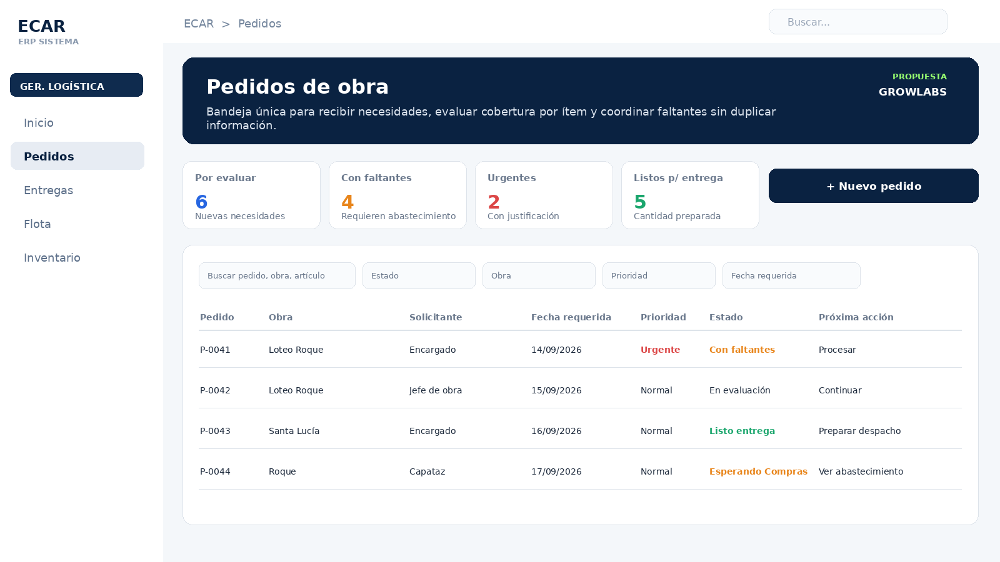 ECAR
ERP SISTEMA
GER. LOGÍSTICA
Inicio
Pedidos
Entregas
Flota
Inventario
ECAR > Pedidos
Buscar...
Pedidos de obra
Bandeja única para recibir necesidades, evaluar cobertura por ítem y coordinar faltantes sin duplicar
información.
PROPUESTA
GROWLABS
Por evaluar
6
Nuevas necesidades
Con faltantes
4
Requieren abastecimiento
Urgentes
2
Con justificación
Listos p/ entrega
5
Cantidad preparada
+ Nuevo pedido
Buscar pedido, obra, artículo
Estado
Obra
Prioridad
Fecha requerida
Pedido Obra Solicitante Fecha requerida Prioridad Estado Próxima acción
P-0041 Loteo Roque Encargado 14/09/2026 Urgente Con faltantes Procesar
P-0042 Loteo Roque Jefe de obra 15/09/2026 Normal En evaluación Continuar
P-0043 Santa Lucía Encargado 16/09/2026 Normal Listo entrega Preparar despacho
P-0044 Roque Capataz 17/09/2026 Normal Esperando Compras Ver abastecimiento